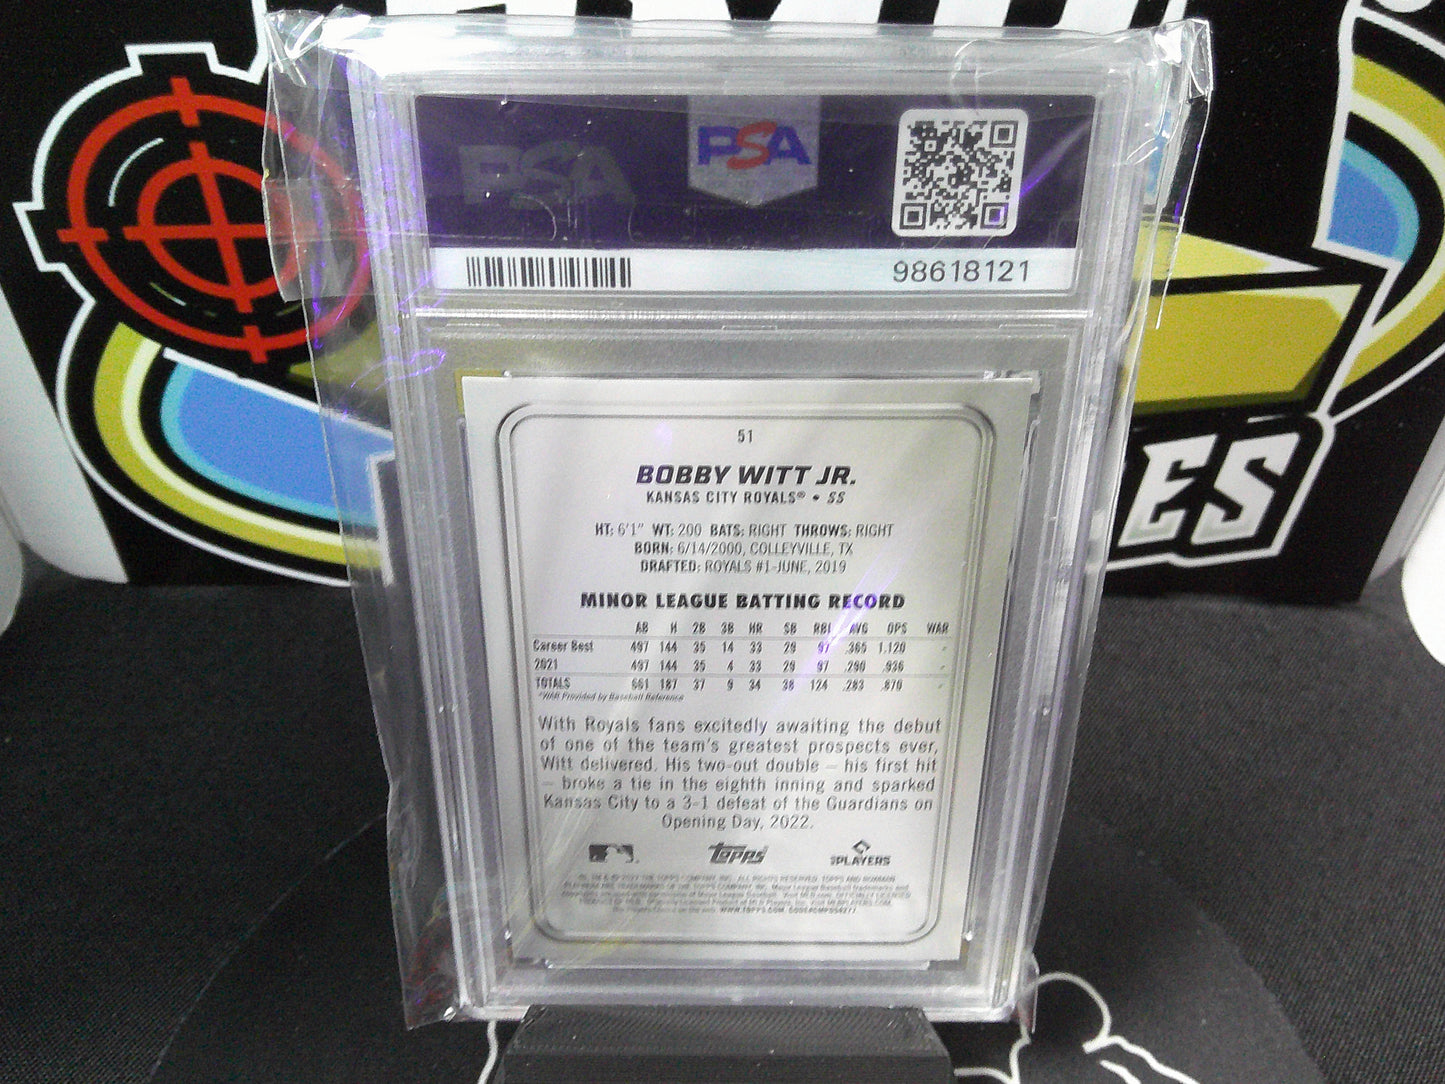 PSA
PSA
98618121
51
BOBBY WITT JR.
KANSAS CITY ROYALS® • SS
HT: 6'1" WT: 200 BATS: RIGHT THROWS: RIGHT
BORN: 6/14/2000, COLLEYVILLE, TX
DRAFTED: ROYALS #1-JUNE, 2019
MINOR LEAGUE BATTING RECORD
AB H 2B 3B HR SB RBI AVG OPS WAR
Career Best 497 144 35 14 33 29 97 .365 1.120 -
2021 497 144 35 4 33 29 97 .290 .936 -
TOTALS 661 187 37 9 34 38 124 .283 .870 -
*WAR Provided by Baseball Reference
With Royals fans excitedly awaiting the debut
of one of the team's greatest prospects ever,
Witt delivered. His two-out double — his first hit
— broke a tie in the eighth inning and sparked
Kansas City to a 3-1 defeat of the Guardians on
Opening Day, 2022.
topps
PLAYERS
ES